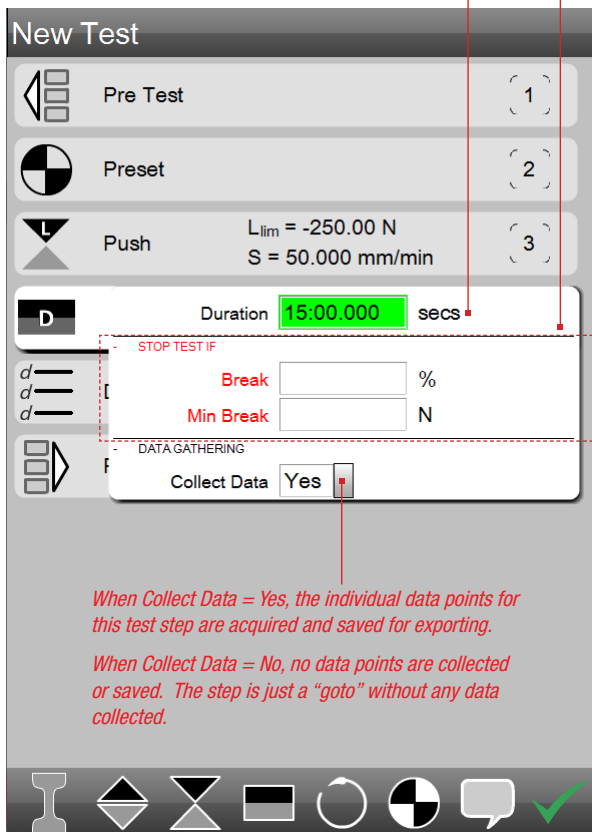 New Test
Pre Test 1
Preset 2
L
Push Llim = -250.00 N 3
S = 50.000 mm/min
D
Duration 15:00.000 secs
- STOP TEST IF
Break %
Min Break N
- DATA GATHERING
Collect Data Yes
d
d
d
When Collect Data = Yes, the individual data points for
this test step are acquired and saved for exporting.
When Collect Data = No, no data points are collected
or saved. The step is just a “goto” without any data
collected.